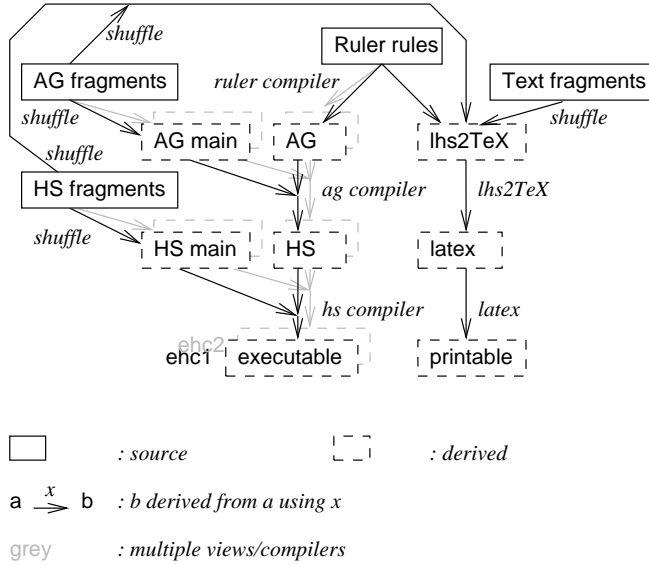 shuffle
Ruler rules
AG fragments
ruler compiler
Text fragments
shuffle
shuffle
AG main
AG
lhs2TeX
shuffle
HS fragments
ag compiler
lhs2TeX
shuffle
HS main
HS
latex
hs compiler
latex
ehc2
ehc1
executable
printable
: source
: derived
a x b : b derived from a using x
grey : multiple views/compilers